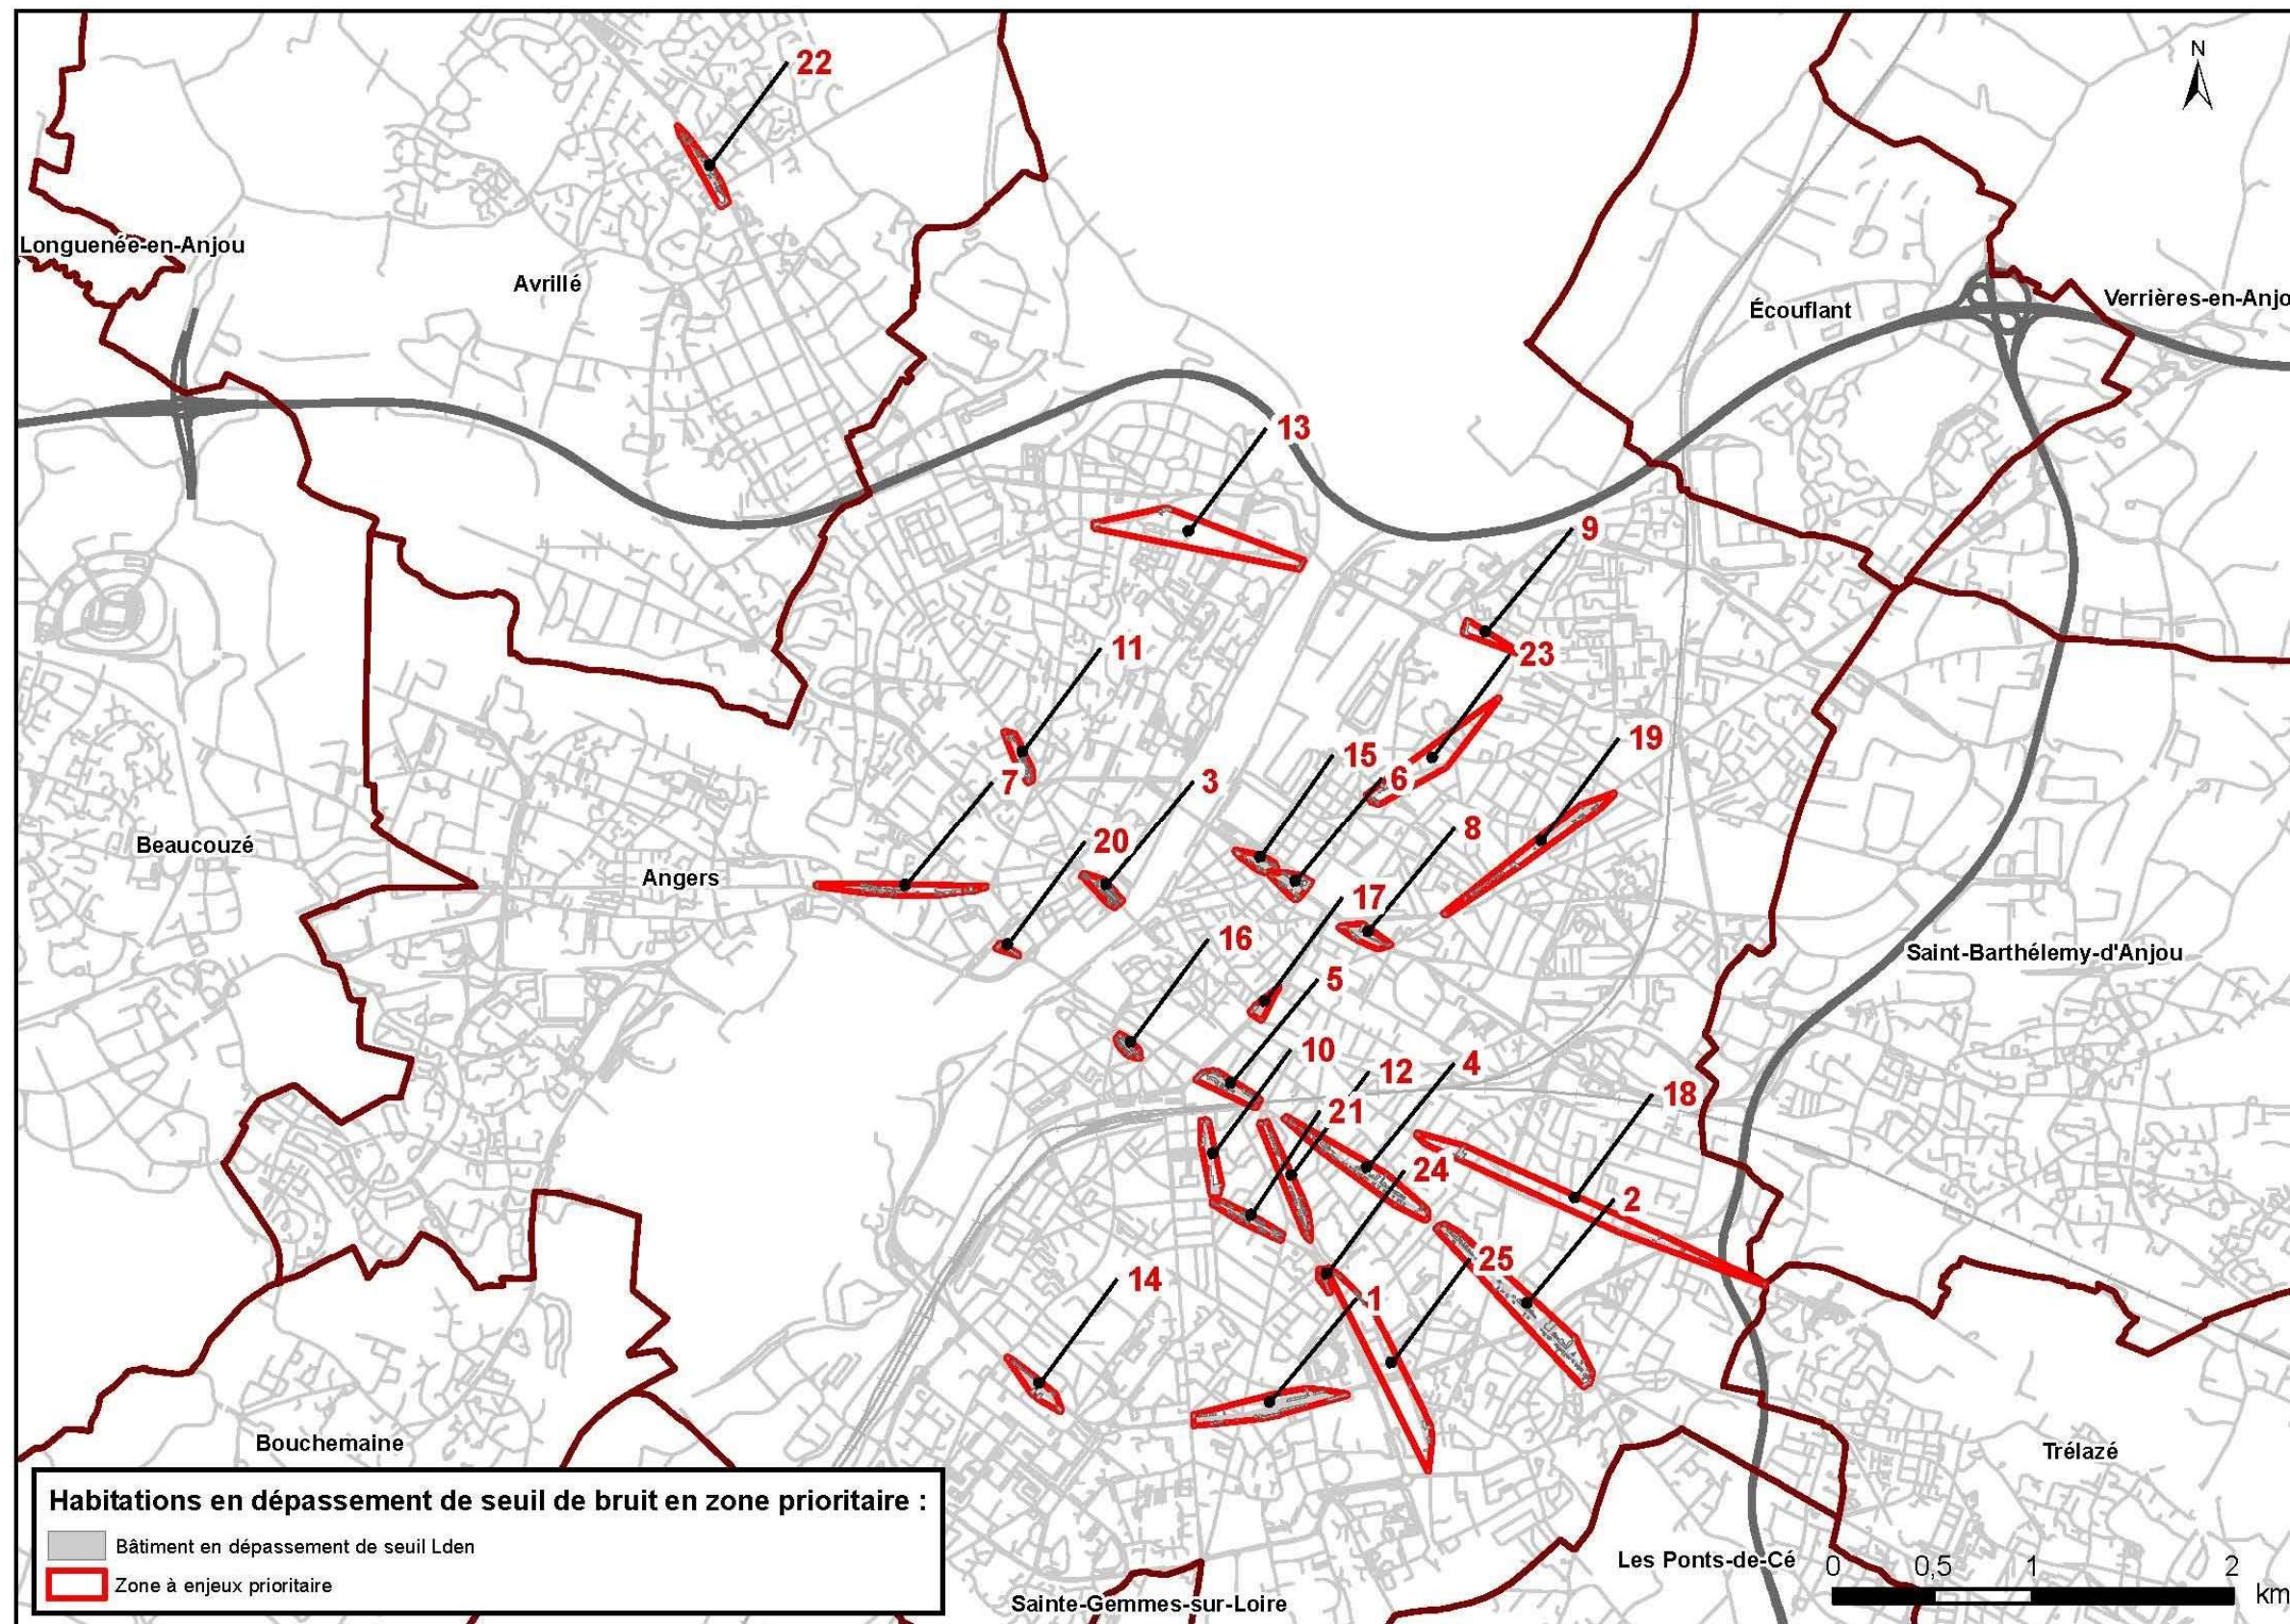 22
N
Longuenée-en-Anjou
Avrillé
Écouflant
Verrières-en-Anjo
13
9
11
23
19
15
7
3
6
8
20
Beaucouzé
Angers
17
16
Saint-Barthélemy-d'Anjou
5
10
12
4
18
21
24
2
25
14
1
Bouchemaine
Trélazé
Habitations en dépassement de seuil de bruit en zone prioritaire :
Bâtiment en dépassement de seuil Lden
Zone à enjeux prioritaire
Les Ponts-de-Cé
Sainte-Gemmes-sur-Loire
0 0,5 1 2
km